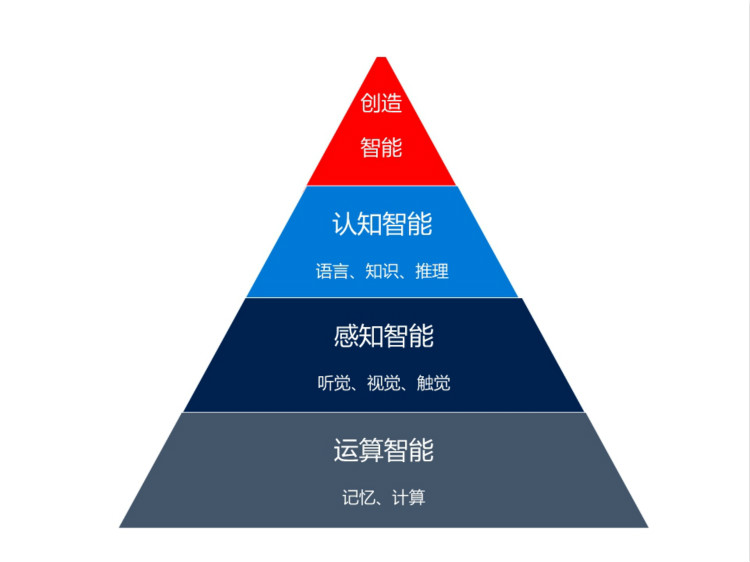 创造
智能
认知智能
语言、知识、推理
感知智能
听觉、视觉、触觉
运算智能
记忆、计算